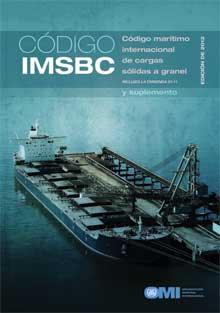 CÓDIGO
IMSBC
Código marítimo
internacional
de cargas
sólidas a granel
INCLUIDA LA ENMIENDA 01-11
y suplemento
EDICIÓN DE 2012
OMI
ORGANIZACIÓN
MARÍTIMA
INTERNACIONAL